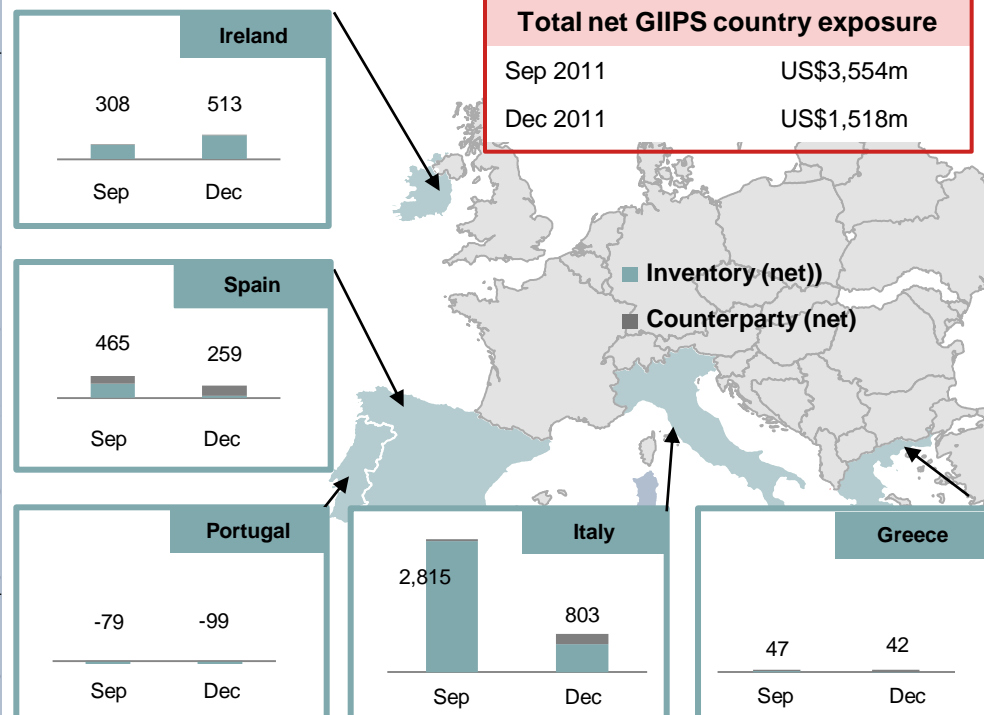 Total net GIIPS country exposure
Sep 2011 US$3,554m
Dec 2011 US$1,518m
Ireland
308 513
Sep Dec
Inventory (net))
Counterparty (net)
Spain
465 259
Sep Dec
Portugal
-79 -99
Sep Dec
Italy
2,815
803
Sep Dec
Greece
47 42
Sep Dec